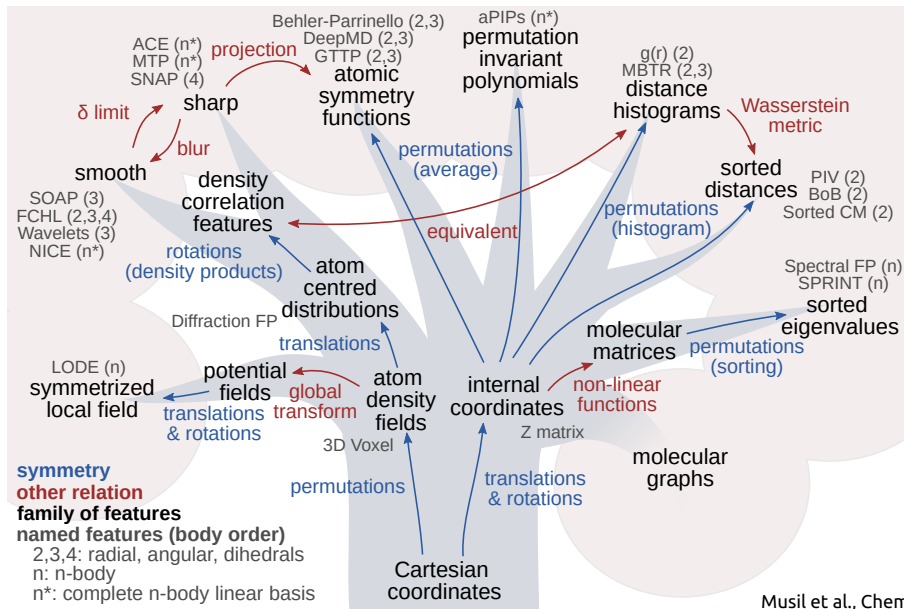 Behler-Parrinello (2,3)
DeepMD (2,3)
GTTP (2,3)
atomic
symmetry
functions
aPIPs (n*)
permutation
invariant
polynomials
ACE (n*)
MTP (n*)
SNAP (4)
sharp
projection
g(r) (2)
MBTR (2,3)
distance
histograms
Wasserstein
metric
δ limit
blur
smooth
SOAP (3)
FCHL (2,3,4)
Wavelets (3)
NICE (n*)
density
correlation
features
permutations
(average)
sorted
distances
PIV (2)
BoB (2)
Sorted CM (2)
permutations
(histogram)
equivalent
rotations
(density products)
atom
centred
distributions
Diffraction FP
translations
Spectral FP (n)
SPRINT (n)
sorted
eigenvalues
molecular
matrices
permutations
(sorting)
LODE (n)
symmetrized
local field
potential
fields
translations
& rotations
global
transform
atom
density
fields
3D Voxel
internal
coordinates
non-linear
functions
Z matrix
molecular
graphs
permutations
translations
& rotations
Cartesian
coordinates
symmetry
other relation
family of features
named features (body order)
2,3,4: radial, angular, dihedrals
n: n-body
n*: complete n-body linear basis
Musil et al., Chem